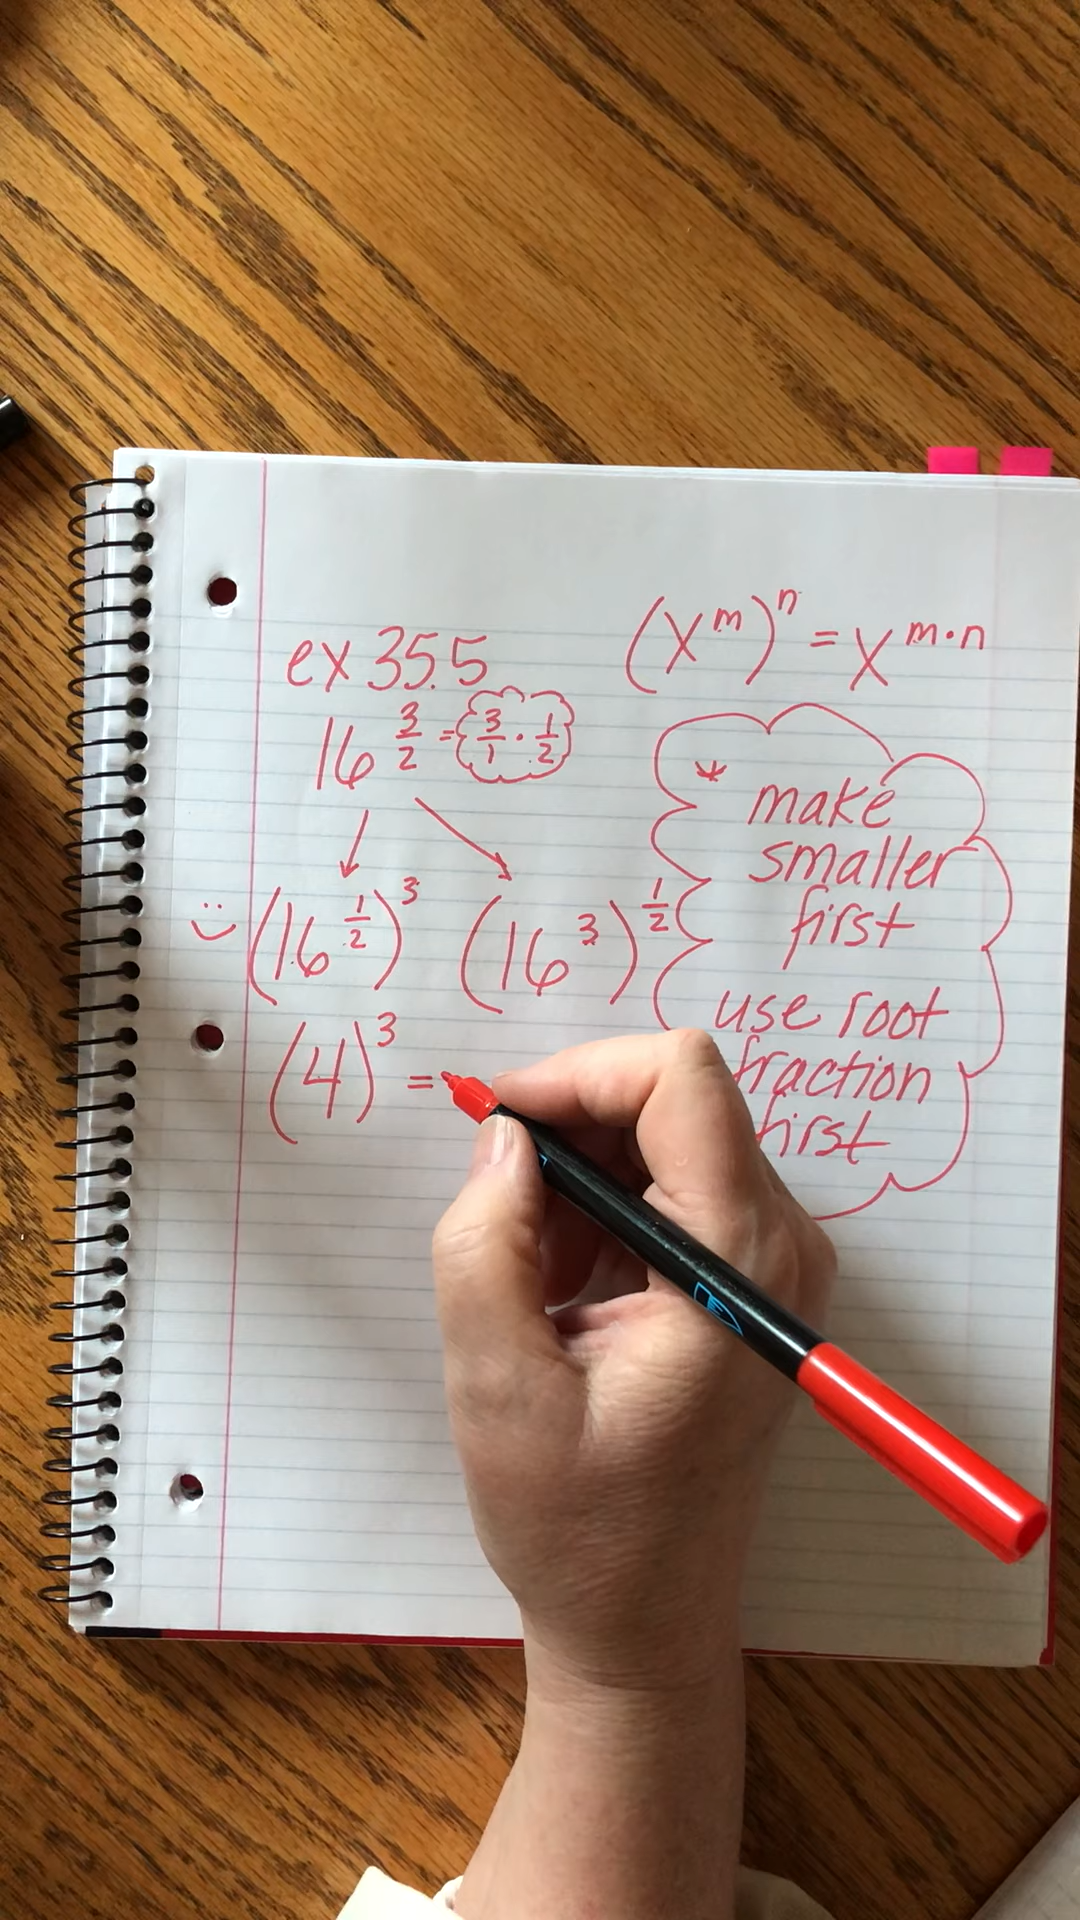 ex 35.5
(x^m)^n = x^{m·n}
16^{3/2} = 3/1 · 1/2
(16^{1/2})^3 (16^3)^{1/2}
(4)^3 =
* make
smaller
first
use root
fraction
first